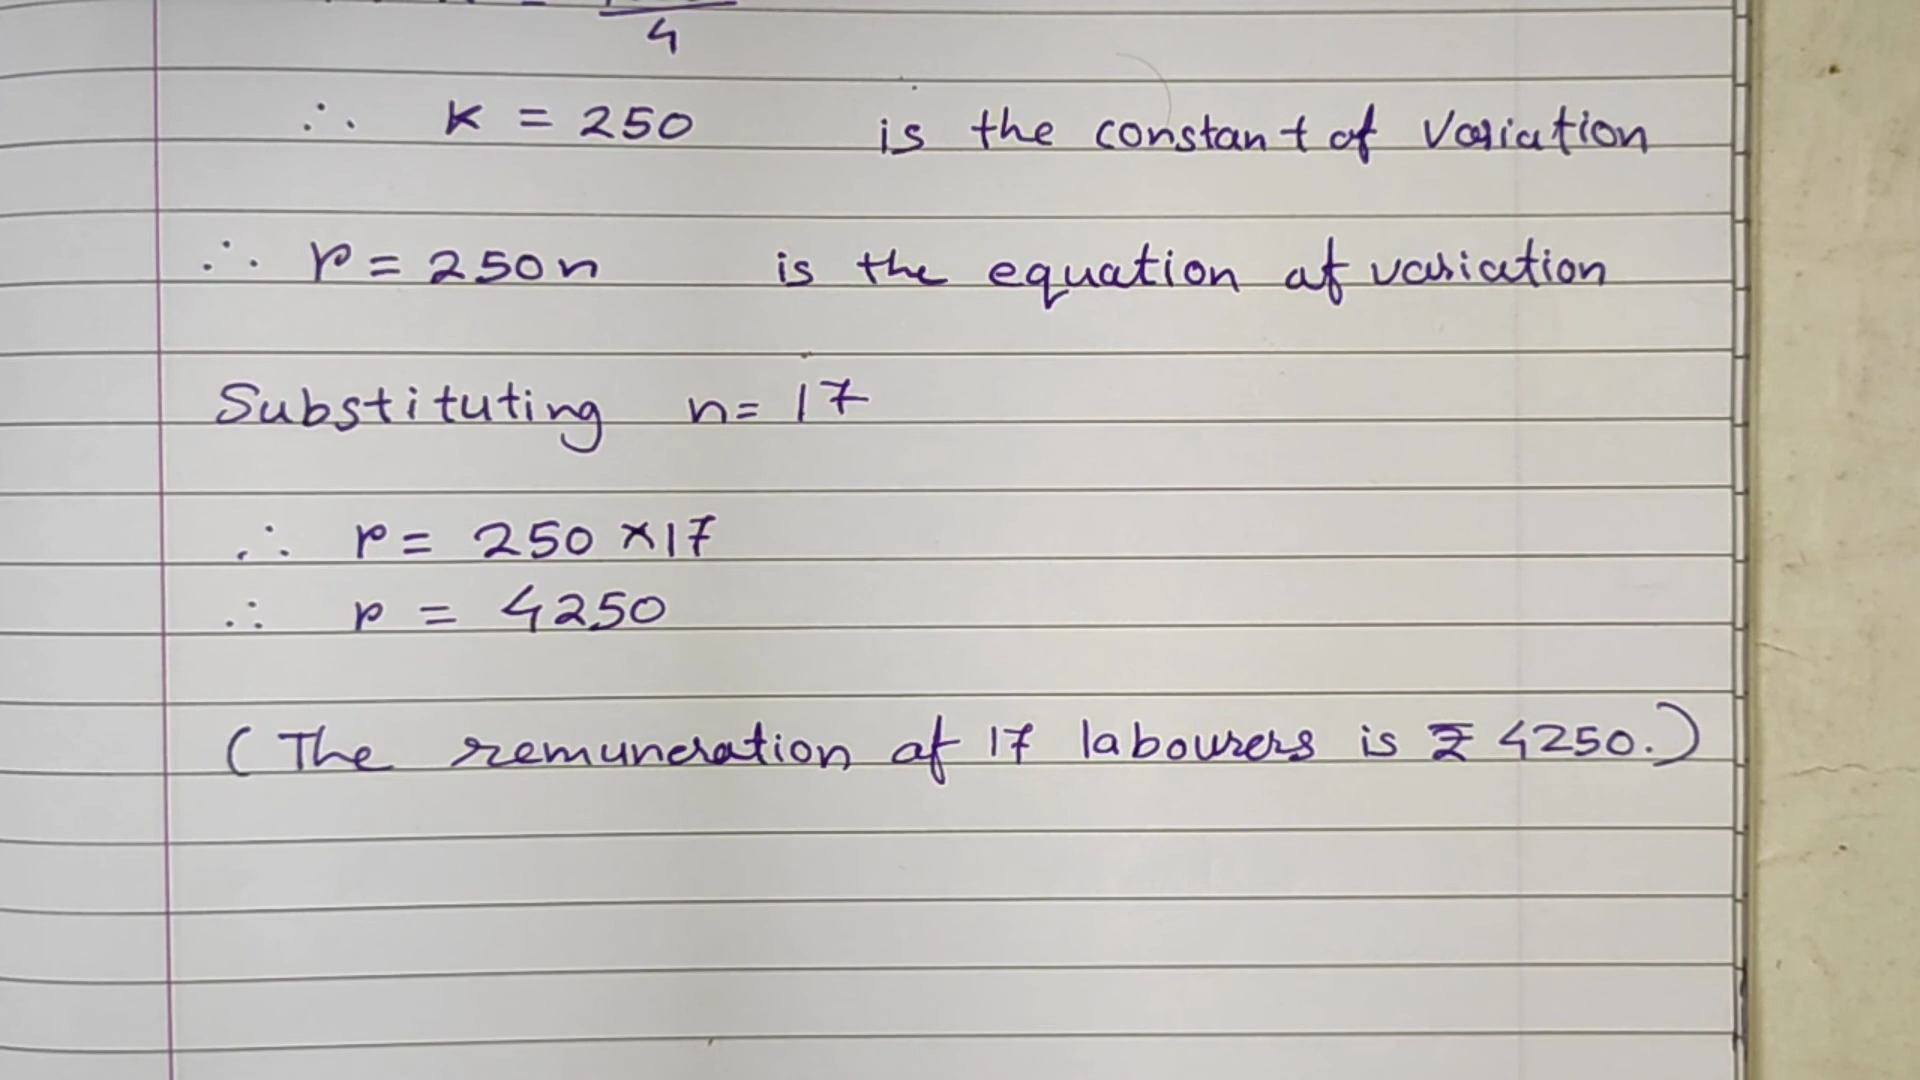 4
∴ K = 250 is the constant of variation
∴ r = 250n is the equation of variation
Substituting n = 17
∴ r = 250 × 17
∴ r = 4250
(The remuneration of 17 labourers is ₹ 4250.)